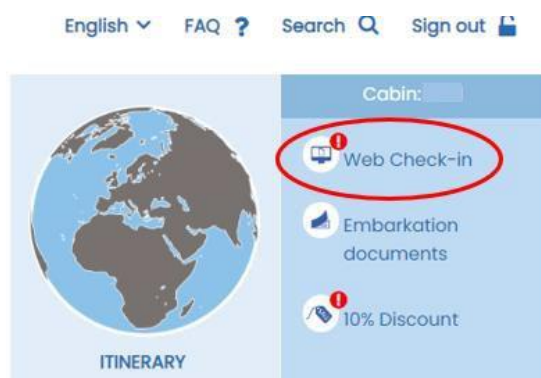 English FAQ ? Search Sign out
Cabin:
Web Check-in
Embarkation
documents
10% Discount
ITINERARY